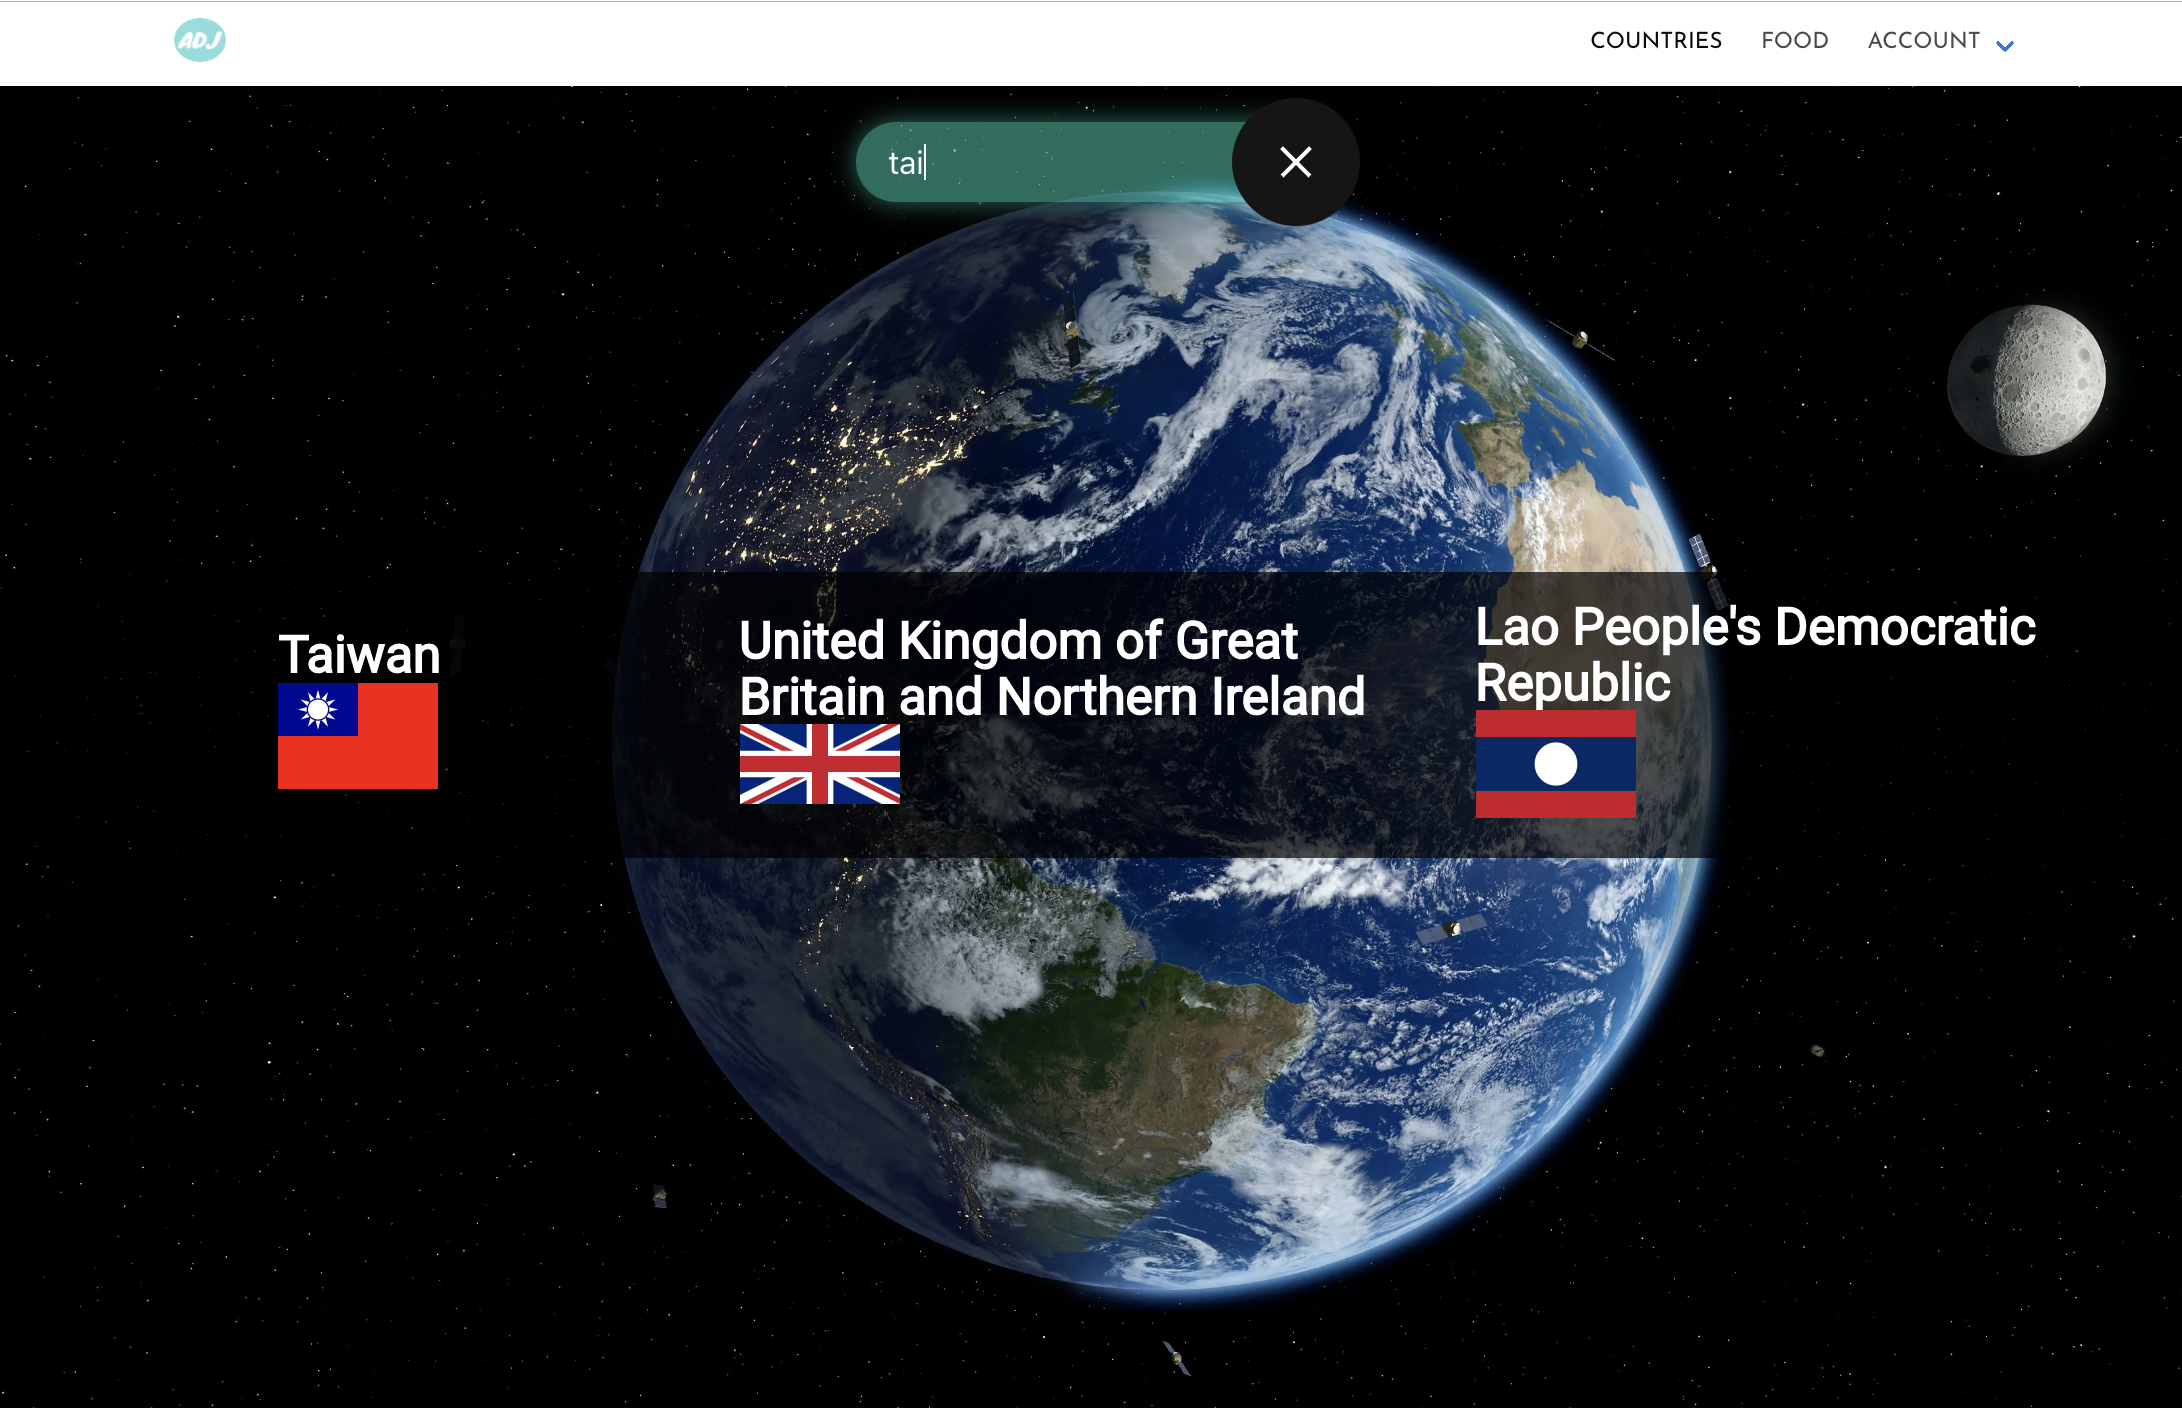 ADJ
COUNTRIES FOOD ACCOUNT
tai
Taiwan
United Kingdom of Great
Britain and Northern Ireland
Lao People's Democratic
Republic